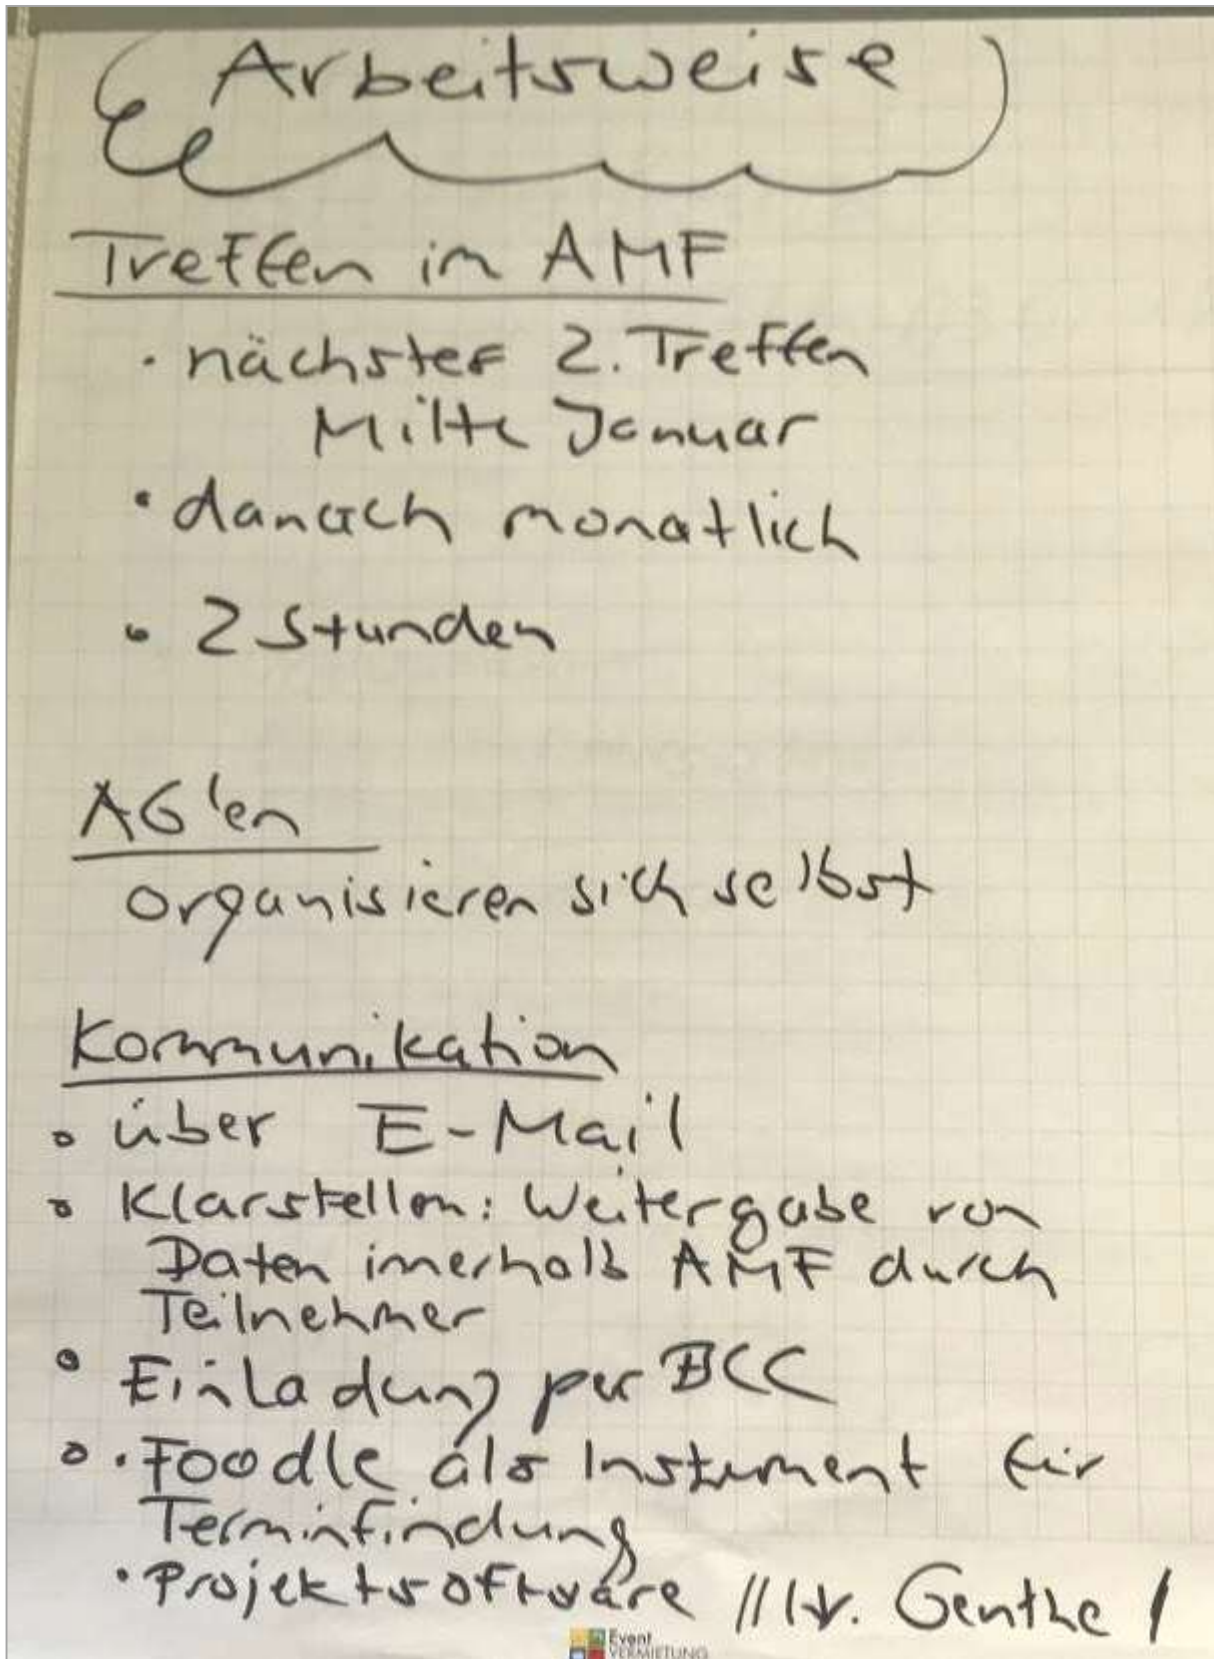 Arbeitsweise
Treffen im AMF
· nächstes 2. Treffen
Mitte Januar
· danach monatlich
• 2 Stunden
AG'en
organisieren sich selbst
Kommunikation
• über E-Mail
• Klarstellen: Weitergabe von
Daten innerhalb AMF durch
Teilnehmer
• Einladung per BCC
• · Foodle als Instrument für
Terminfindung
· Projektsoftware // Hr. Genthe /
Event
VERMIETUNG